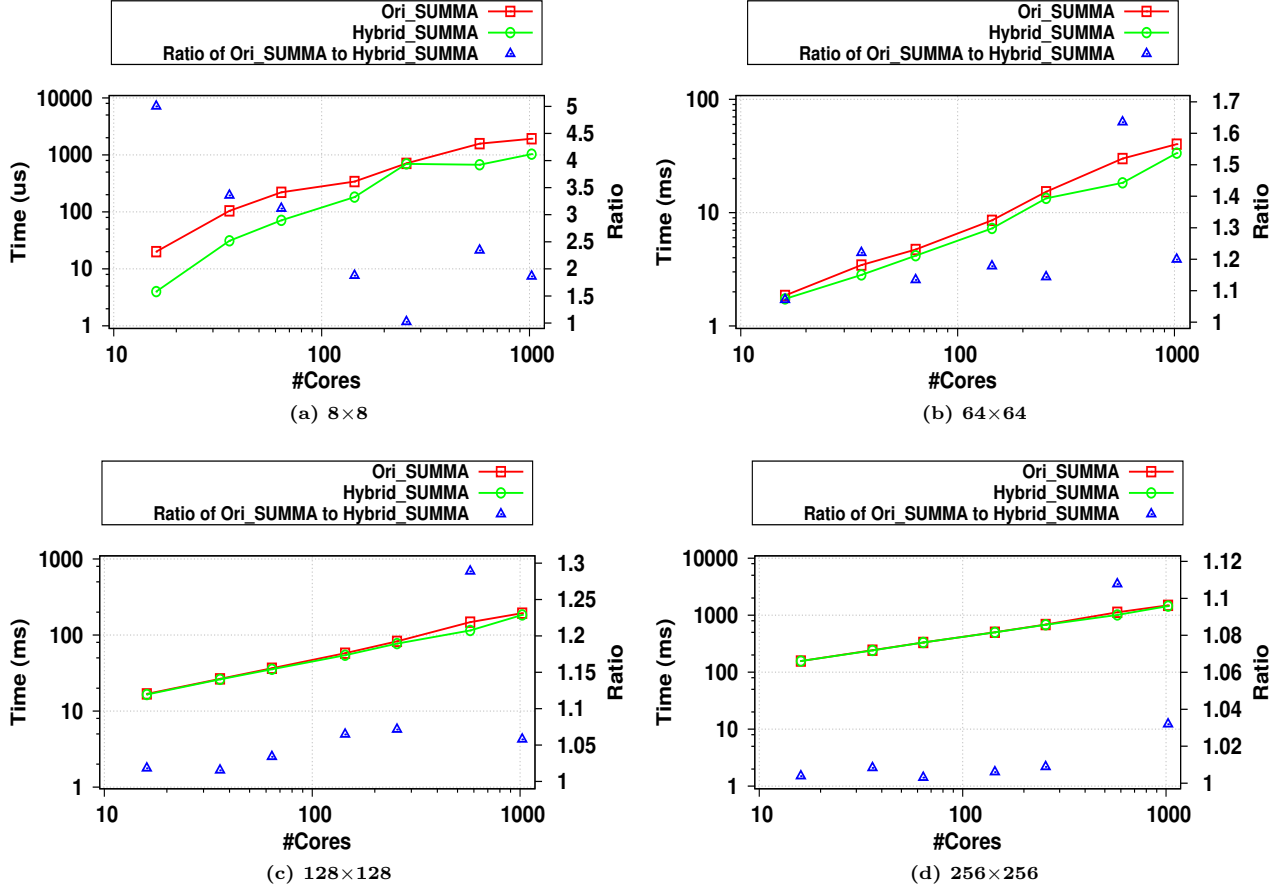 Ori_SUMMA
Hybrid_SUMMA
Ratio of Ori_SUMMA to Hybrid_SUMMA
10000
1000
100
10
1
Time (us)
5
4.5
4
3.5
3
2.5
2
1.5
1
Ratio
10
100
1000
#Cores
(a) 8×8
Ori_SUMMA
Hybrid_SUMMA
Ratio of Ori_SUMMA to Hybrid_SUMMA
100
10
1
Time (ms)
1.7
1.6
1.5
1.4
1.3
1.2
1.1
1
Ratio
10
100
1000
#Cores
(b) 64×64
Ori_SUMMA
Hybrid_SUMMA
Ratio of Ori_SUMMA to Hybrid_SUMMA
1000
100
10
1
Time (ms)
1.3
1.25
1.2
1.15
1.1
1.05
1
Ratio
10
100
1000
#Cores
(c) 128×128
Ori_SUMMA
Hybrid_SUMMA
Ratio of Ori_SUMMA to Hybrid_SUMMA
10000
1000
100
10
1
Time (ms)
1.12
1.1
1.08
1.06
1.04
1.02
1
Ratio
10
100
1000
#Cores
(d) 256×256